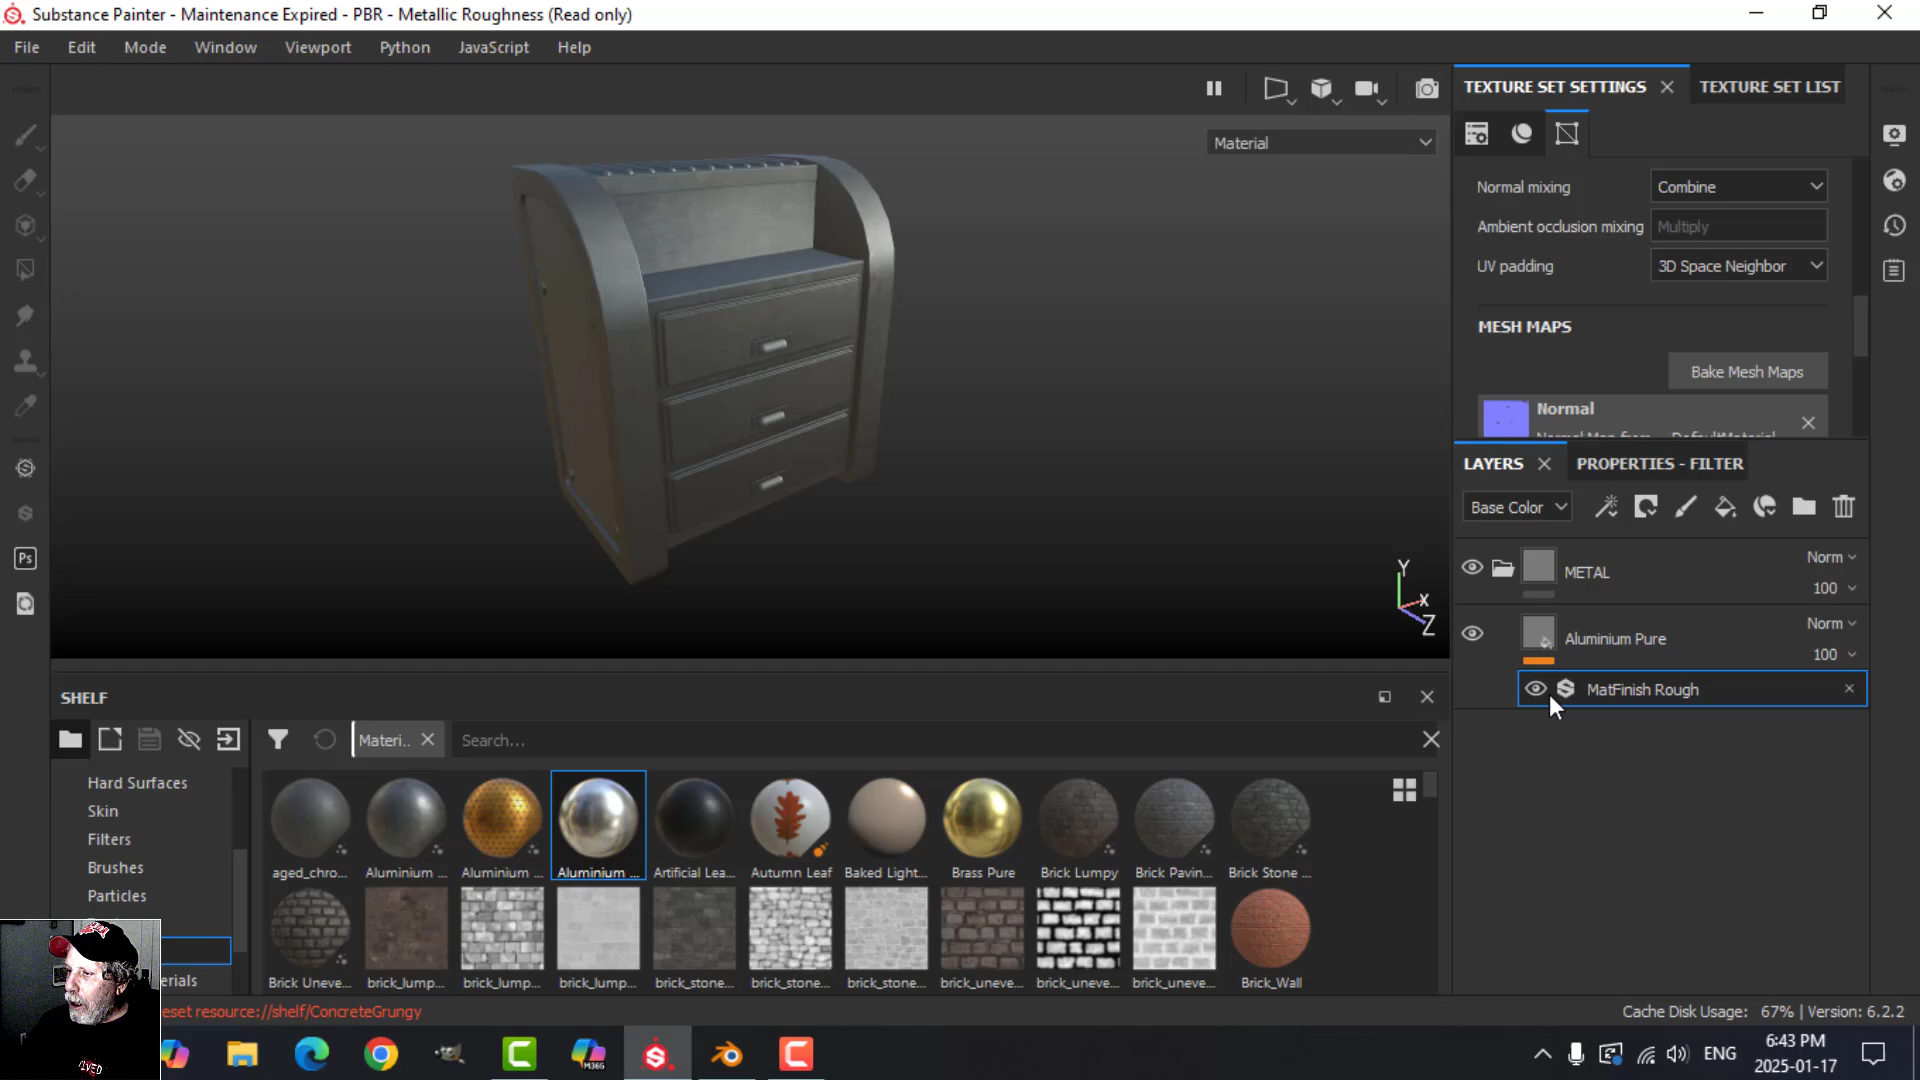 Substance Painter - Maintenance Expired - PBR - Metallic Roughness (Read only)
File Edit Mode Window Viewport Python JavaScript Help
Material
TEXTURE SET SETTINGS
TEXTURE SET LIST
Normal mixing Combine
Ambient occlusion mixing Multiply
UV padding 3D Space Neighbor
MESH MAPS
Bake Mesh Maps
Normal
Y
X
Z
LAYERS PROPERTIES - FILTER
Base Color
METAL Norm 100
Aluminium Pure Norm 100
MatFinish Rough
SHELF
Materi..
Search...
Hard Surfaces
Skin
Filters
Brushes
Particles
erials
aged_chro... Aluminium ... Aluminium ... Aluminium ... Artificial Lea... Autumn Leaf Baked Light... Brass Pure Brick Lumpy Brick Pavin... Brick Stone ...
Brick Uneve... brick_lump... brick_lump... brick_lump... brick_stone... brick_stone... brick_stone... brick_uneve... brick_uneve... brick_uneve... Brick_Wall
eset resource://shelf/ConcreteGrungy
Cache Disk Usage: 67% | Version: 6.2.2
Ps
M365
ENG
6:43 PM
2025-01-17